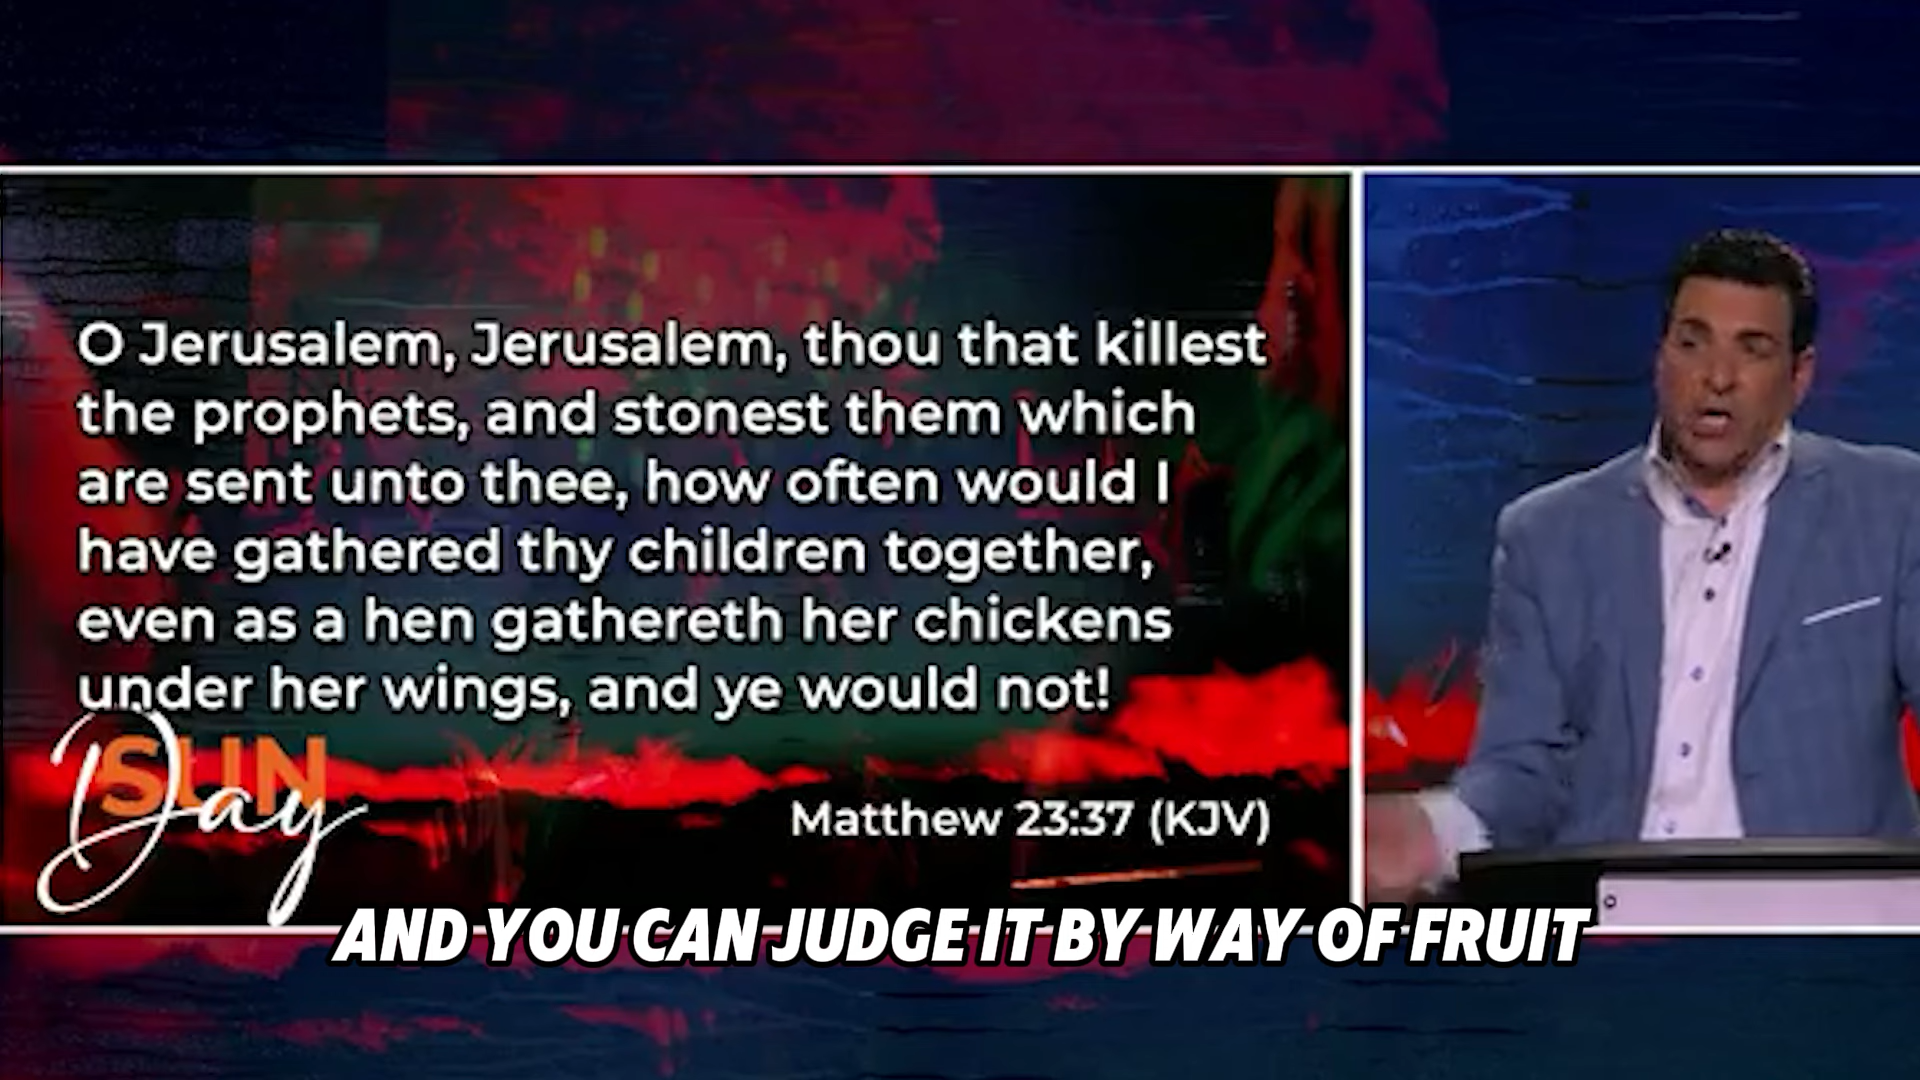 O Jerusalem, Jerusalem, thou that killest
the prophets, and stonest them which
are sent unto thee, how often would I
have gathered thy children together,
even as a hen gathereth her chickens
under her wings, and ye would not!
SUN
Day
Matthew 23:37 (KJV)
AND YOU CAN JUDGE IT BY WAY OF FRUIT